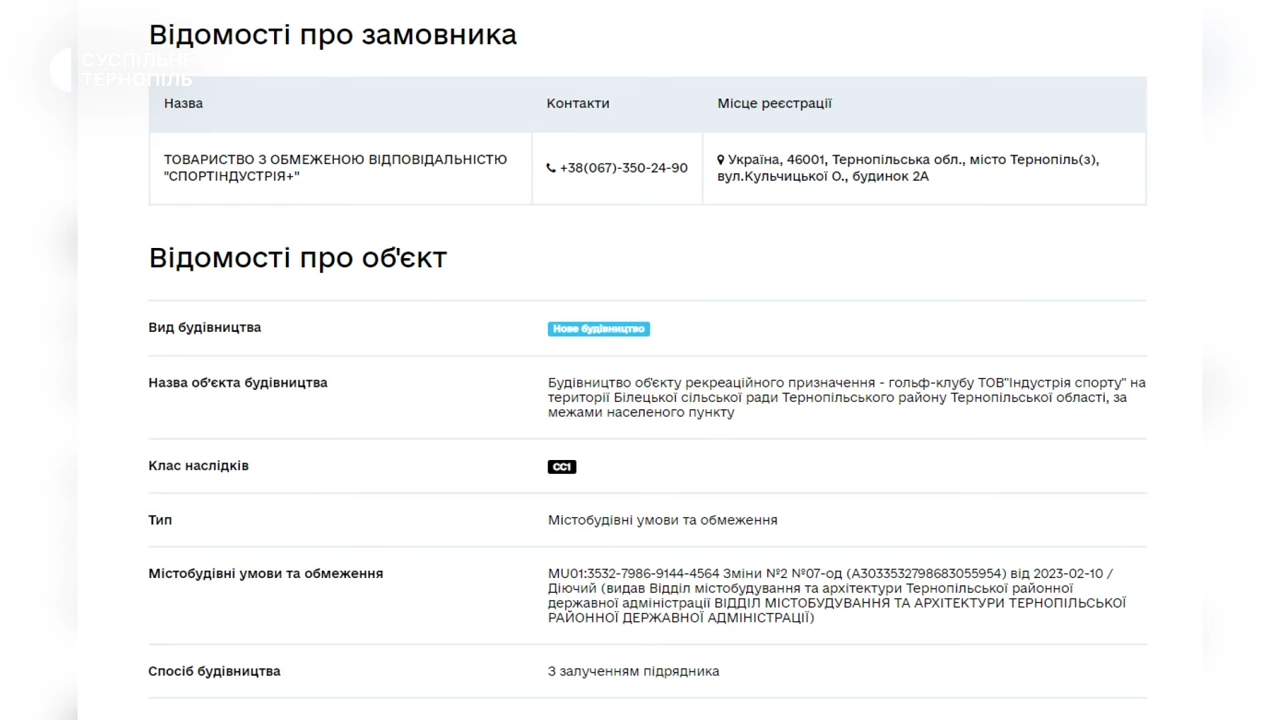 Відомості про замовника
СУСПІЛЬНЕ
ТЕРНОПІЛЬ
Назва
Контакти
Місце реєстрації
ТОВАРИСТВО З ОБМЕЖЕНОЮ ВІДПОВІДАЛЬНІСТЮ
"СПОРТІНДУСТРІЯ+"
+38(067)-350-24-90
Україна, 46001, Тернопільська обл., місто Тернопіль(з),
вул.Кульчицької О., будинок 2А
Відомості про об'єкт
Вид будівництва
Нове будівництво
Назва об'єкта будівництва
Будівництво об'єкту рекреаційного призначення - гольф-клубу ТОВ"Індустрія спорту" на
території Білецької сільської ради Тернопільського району Тернопільської області, за
межами населеного пункту
Клас наслідків
СС1
Тип
Містобудівні умови та обмеження
Містобудівні умови та обмеження
MU01:3532-7986-9144-4564 Зміни №2 №07-од (A3033532798683055954) від 2023-02-10 /
Діючий (видав Відділ містобудування та архітектури Тернопільської районної
державної адміністрації ВІДДІЛ МІСТОБУДУВАННЯ ТА АРХІТЕКТУРИ ТЕРНОПІЛЬСЬКОЇ
РАЙОННОЇ ДЕРЖАВНОЇ АДМІНІСТРАЦІЇ)
Спосіб будівництва
З залученням підрядника